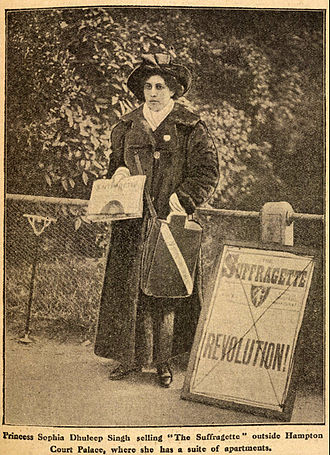 SUFFRAGETTE
THE
SUFFRAGETTE
REVOLUTION!
Princess Sophia Dhuleep Singh selling "The Suffragette" outside Hampton
Court Palace, where she has a suite of apartments.